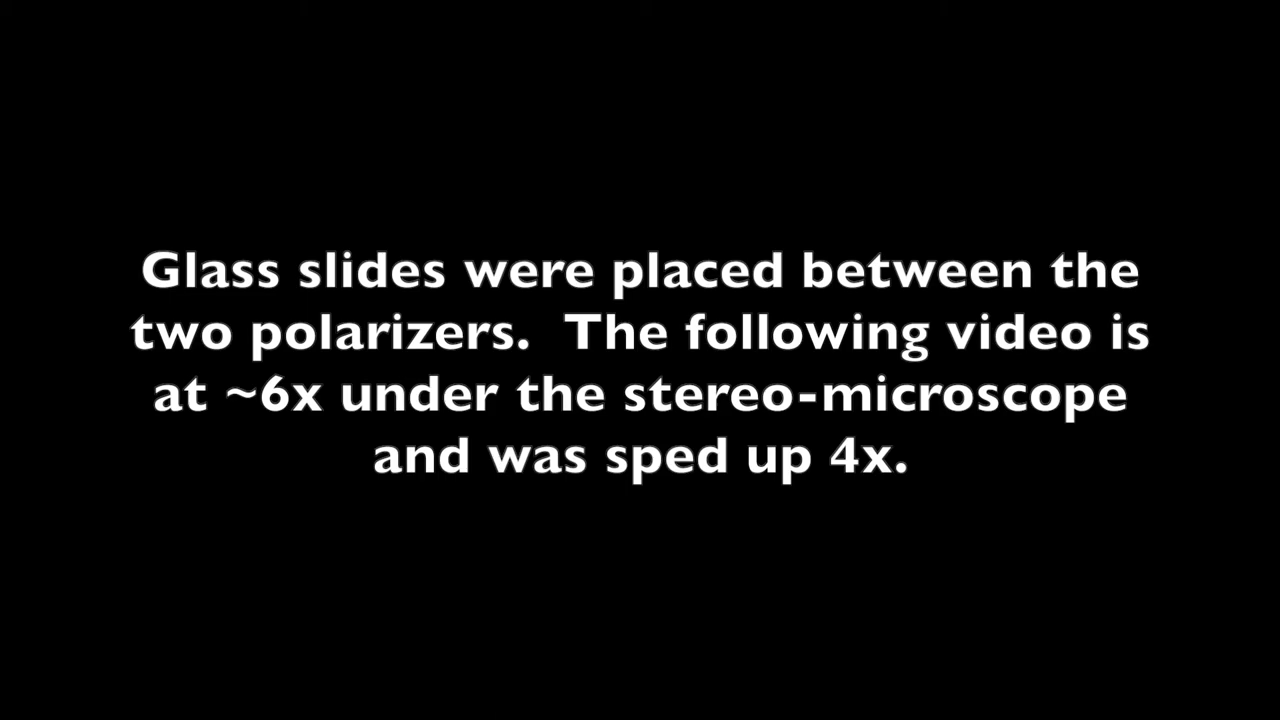 Glass slides were placed between the
two polarizers.  The following video is
at ~6x under the stereo-microscope
and was sped up 4x.